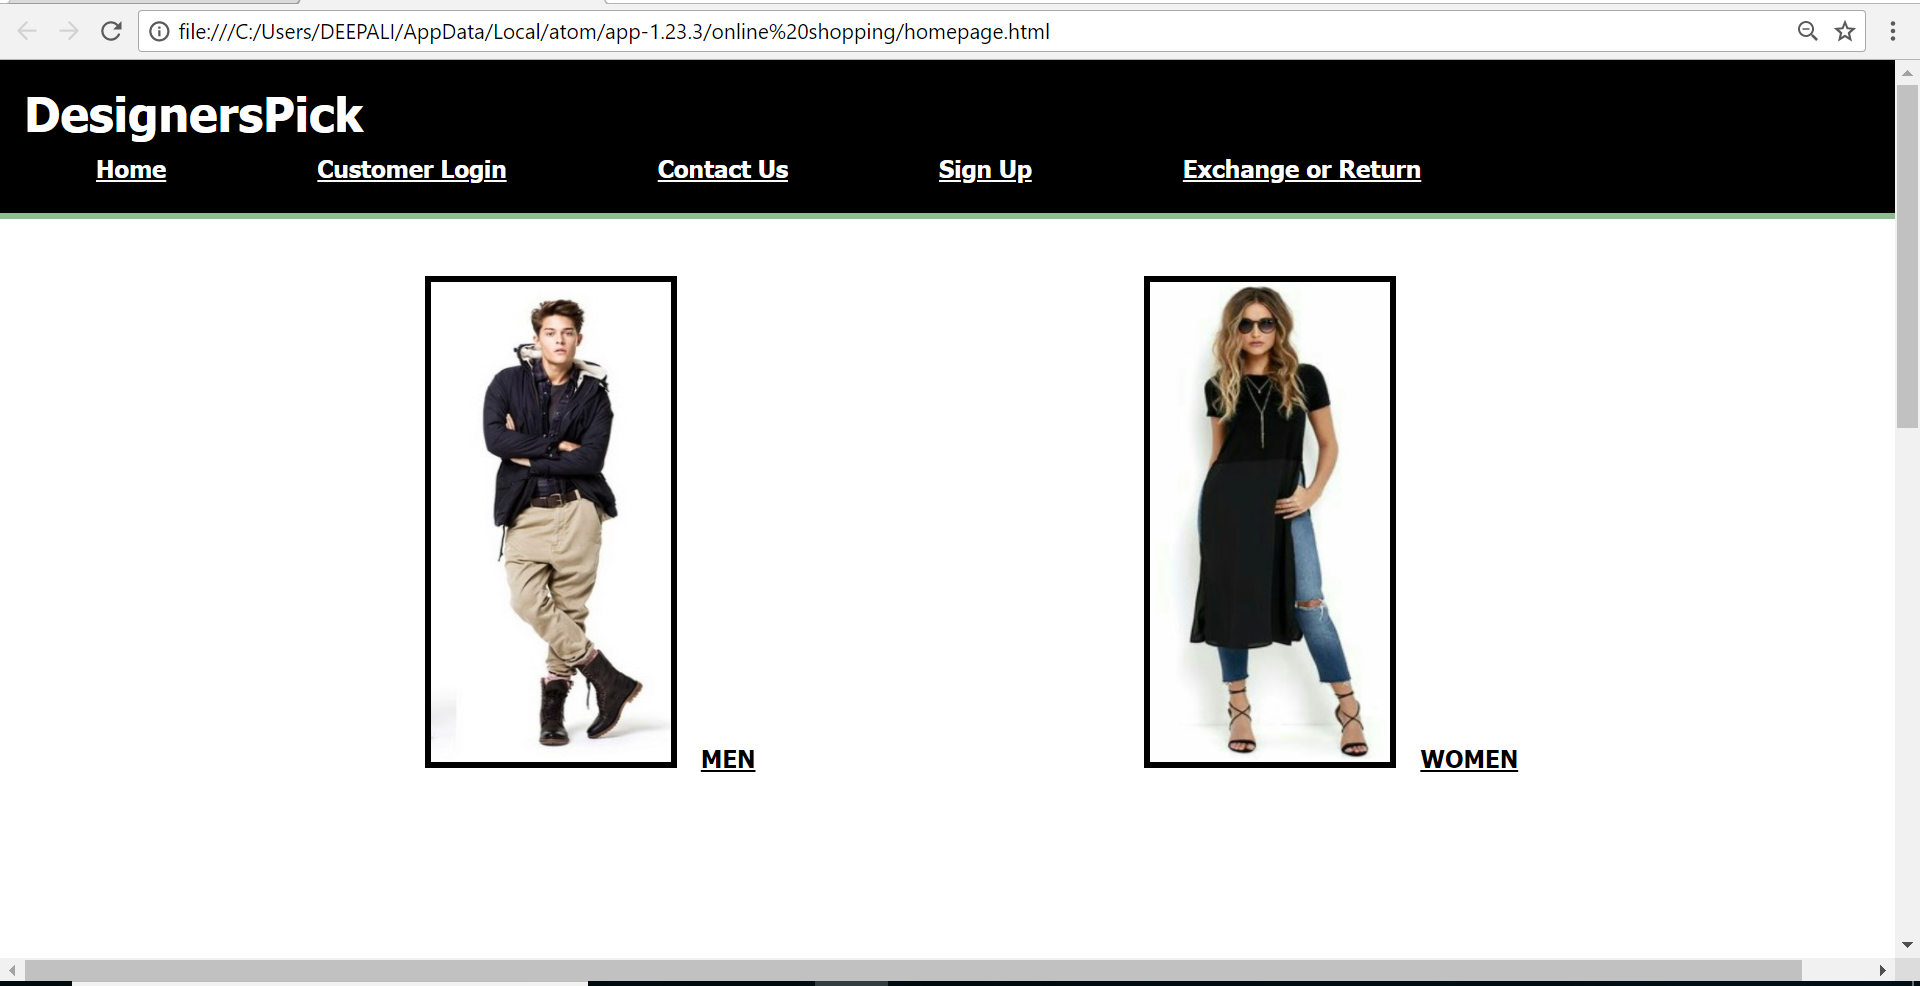 file:///C:/Users/DEEPALI/AppData/Local/atom/app-1.23.3/online%20shopping/homepage.html
DesignersPick
Home Customer Login Contact Us Sign Up Exchange or Return
MEN WOMEN